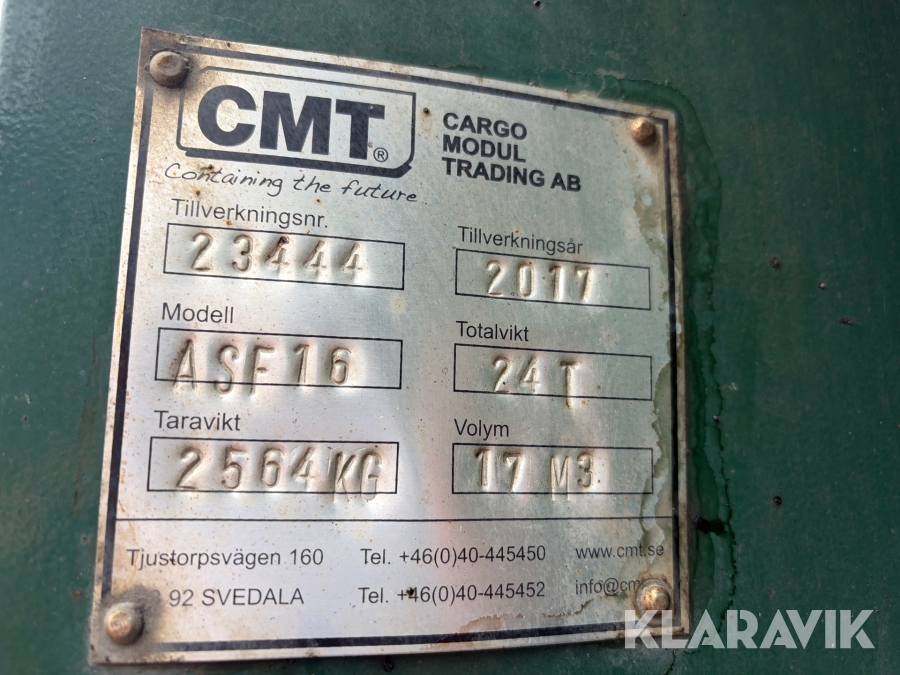 CMT®
Containing the future
CARGO
MODUL
TRADING AB
Tillverkningsnr.
23444
Tillverkningsår
2017
Modell
ASF16
Totalvikt
24 T
Taravikt
2564KG
Volym
17 M3
Tjustorpsvägen 160 Tel. +46(0)40-445450 www.cmt.se
92 SVEDALA Tel. +46(0)40-445452
KLARAVIK